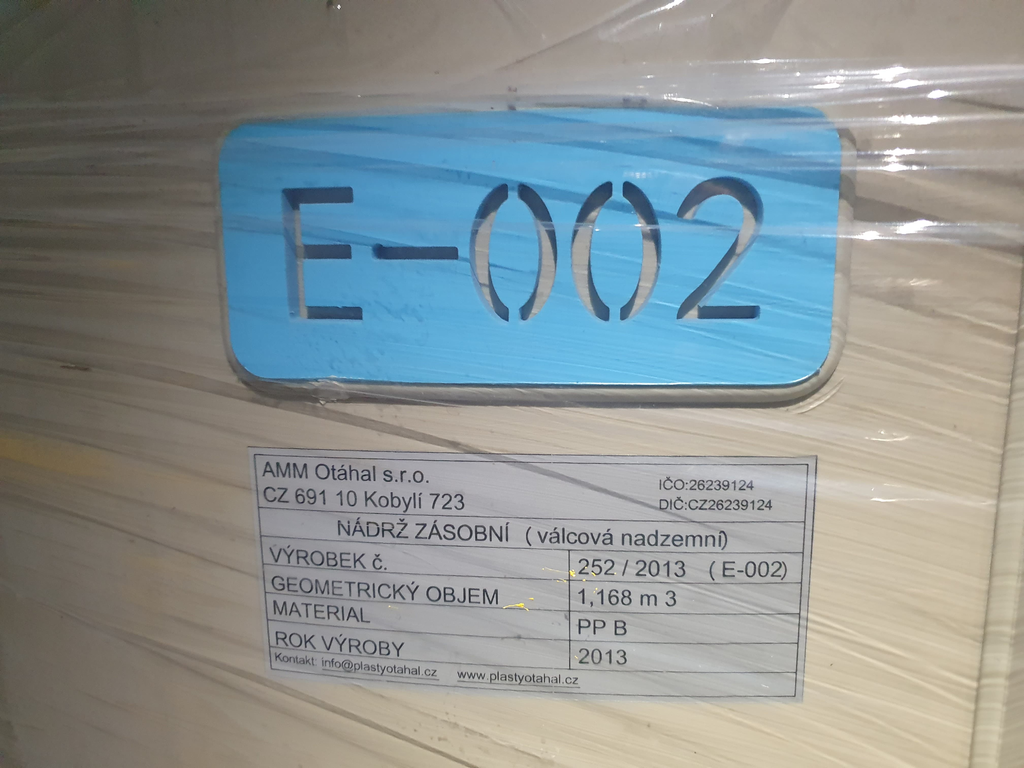 E-002
AMM Otáhal s.r.o.
CZ 691 10 Kobylí 723
IČO:26239124
DIČ:CZ26239124
NÁDRŽ ZÁSOBNÍ ( válcová nadzemní)
VÝROBEK č. 252 / 2013 ( E-002)
GEOMETRICKÝ OBJEM 1,168 m 3
MATERIAL PP B
ROK VÝROBY 2013
Kontakt: info@plastyotahal.cz www.plastyotahal.cz